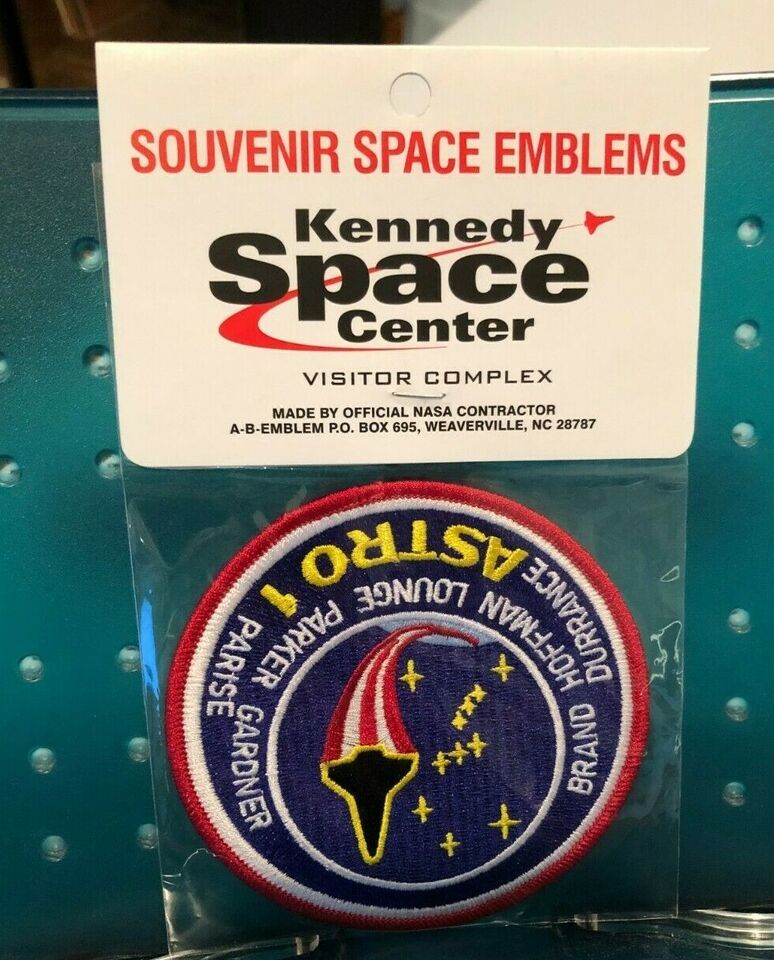 SOUVENIR SPACE EMBLEMS
Kennedy
Space
Center
VISITOR COMPLEX
MADE BY OFFICIAL NASA CONTRACTOR
A-B-EMBLEM P.O. BOX 695, WEAVERVILLE, NC 28787
BRAND HOFFMAN LOUNGE PARKER GARDNER
DURRANCE ASTRO 1 PARISE